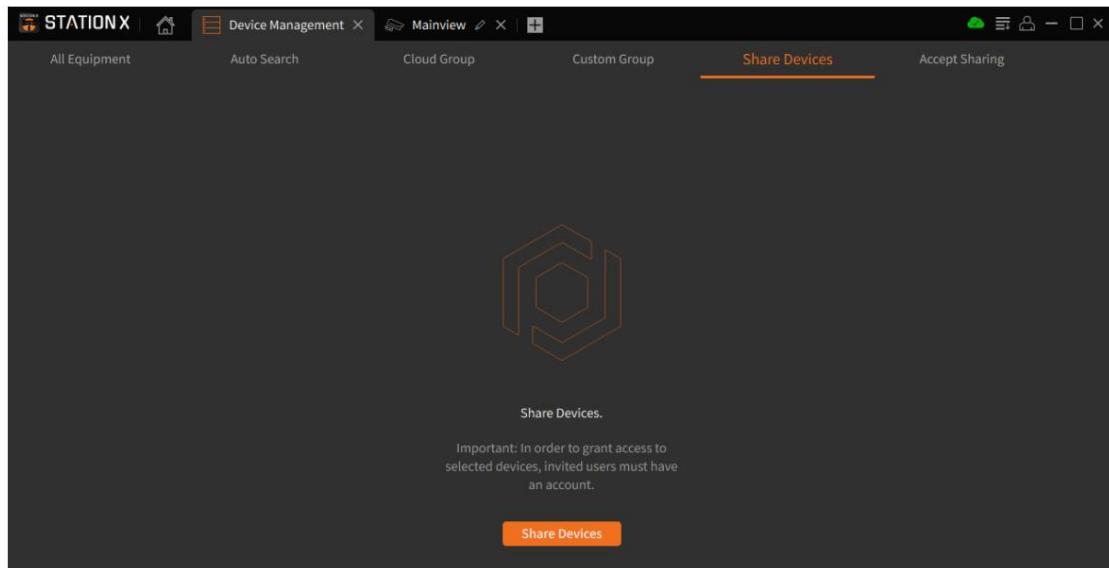 STATION X
Device Management
Mainview
All Equipment
Auto Search
Cloud Group
Custom Group
Share Devices
Accept Sharing
Share Devices.
Important: In order to grant access to
selected devices, invited users must have
an account.
Share Devices